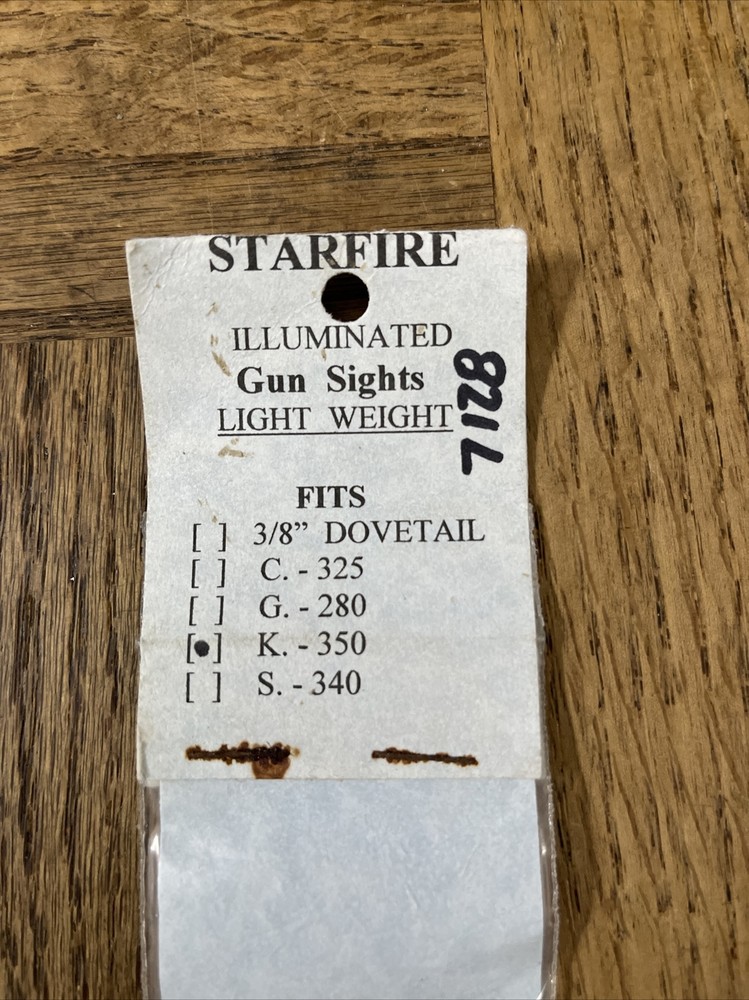 STARFIRE
ILLUMINATED
Gun Sights
LIGHT WEIGHT
7128
FITS
[ ] 3/8” DOVETAIL
[ ] C. - 325
[ ] G. - 280
[●] K. - 350
[ ] S. - 340